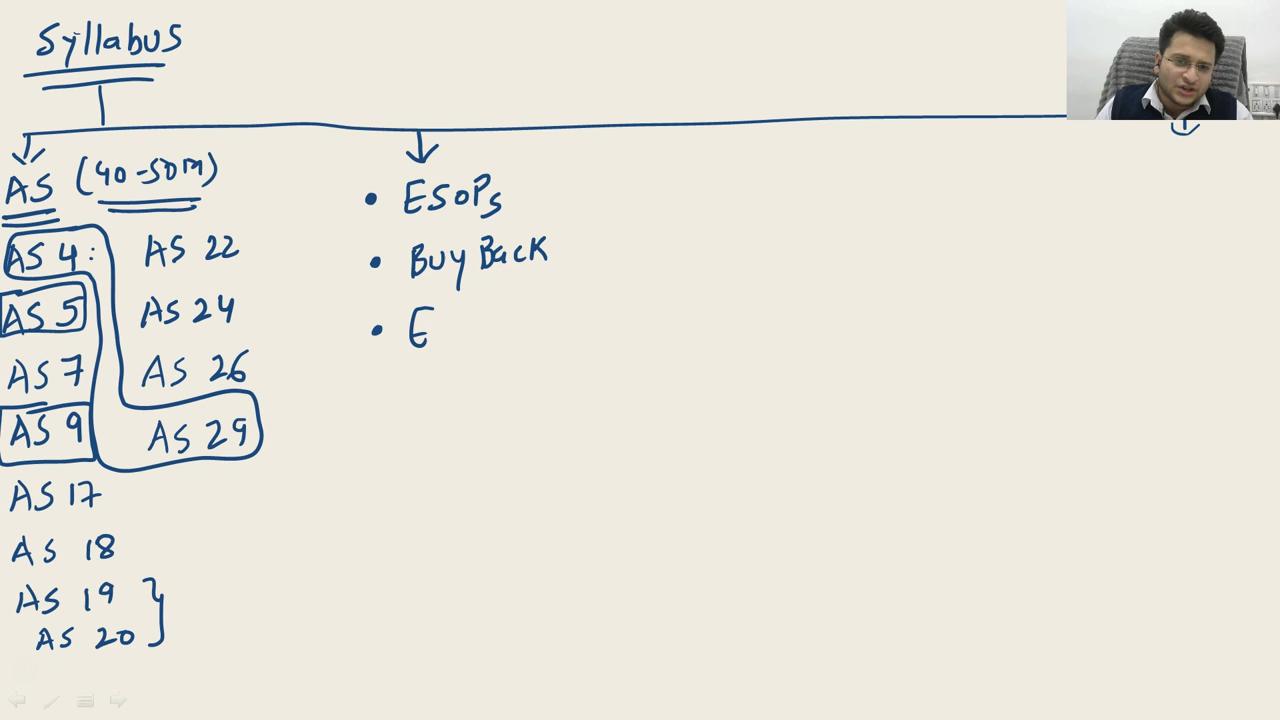 Syllabus
AS (40-50M)
AS 4:
AS 5
AS 7
AS 9
AS 17
AS 18
AS 19
AS 20
AS 22
AS 24
AS 26
AS 29
• ESOPs
• Buy Back
• E